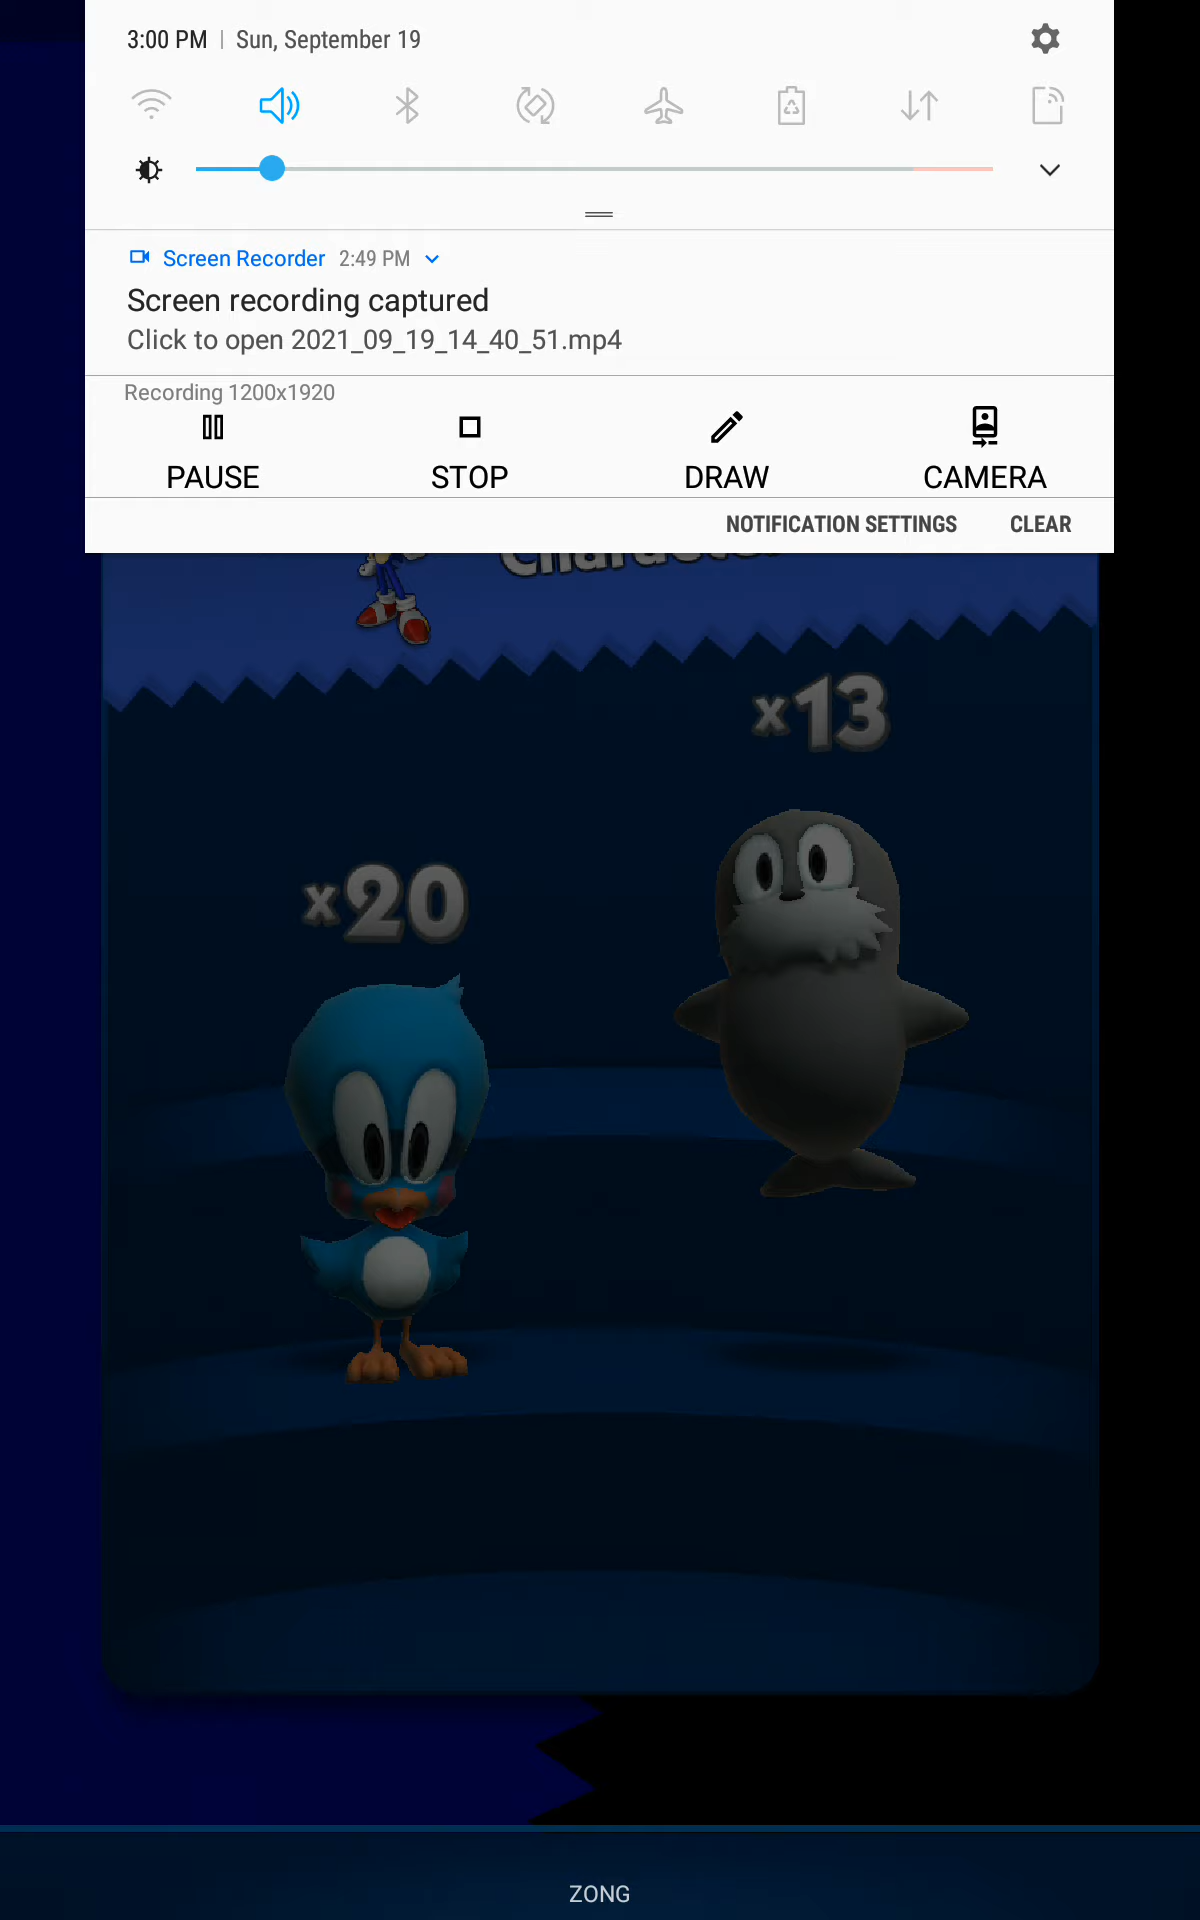 3:00 PM | Sun, September 19
Screen Recorder 2:49 PM
Screen recording captured
Click to open 2021_09_19_14_40_51.mp4
Recording 1200x1920
PAUSE STOP DRAW CAMERA
NOTIFICATION SETTINGS CLEAR
x13
x20
ZONG